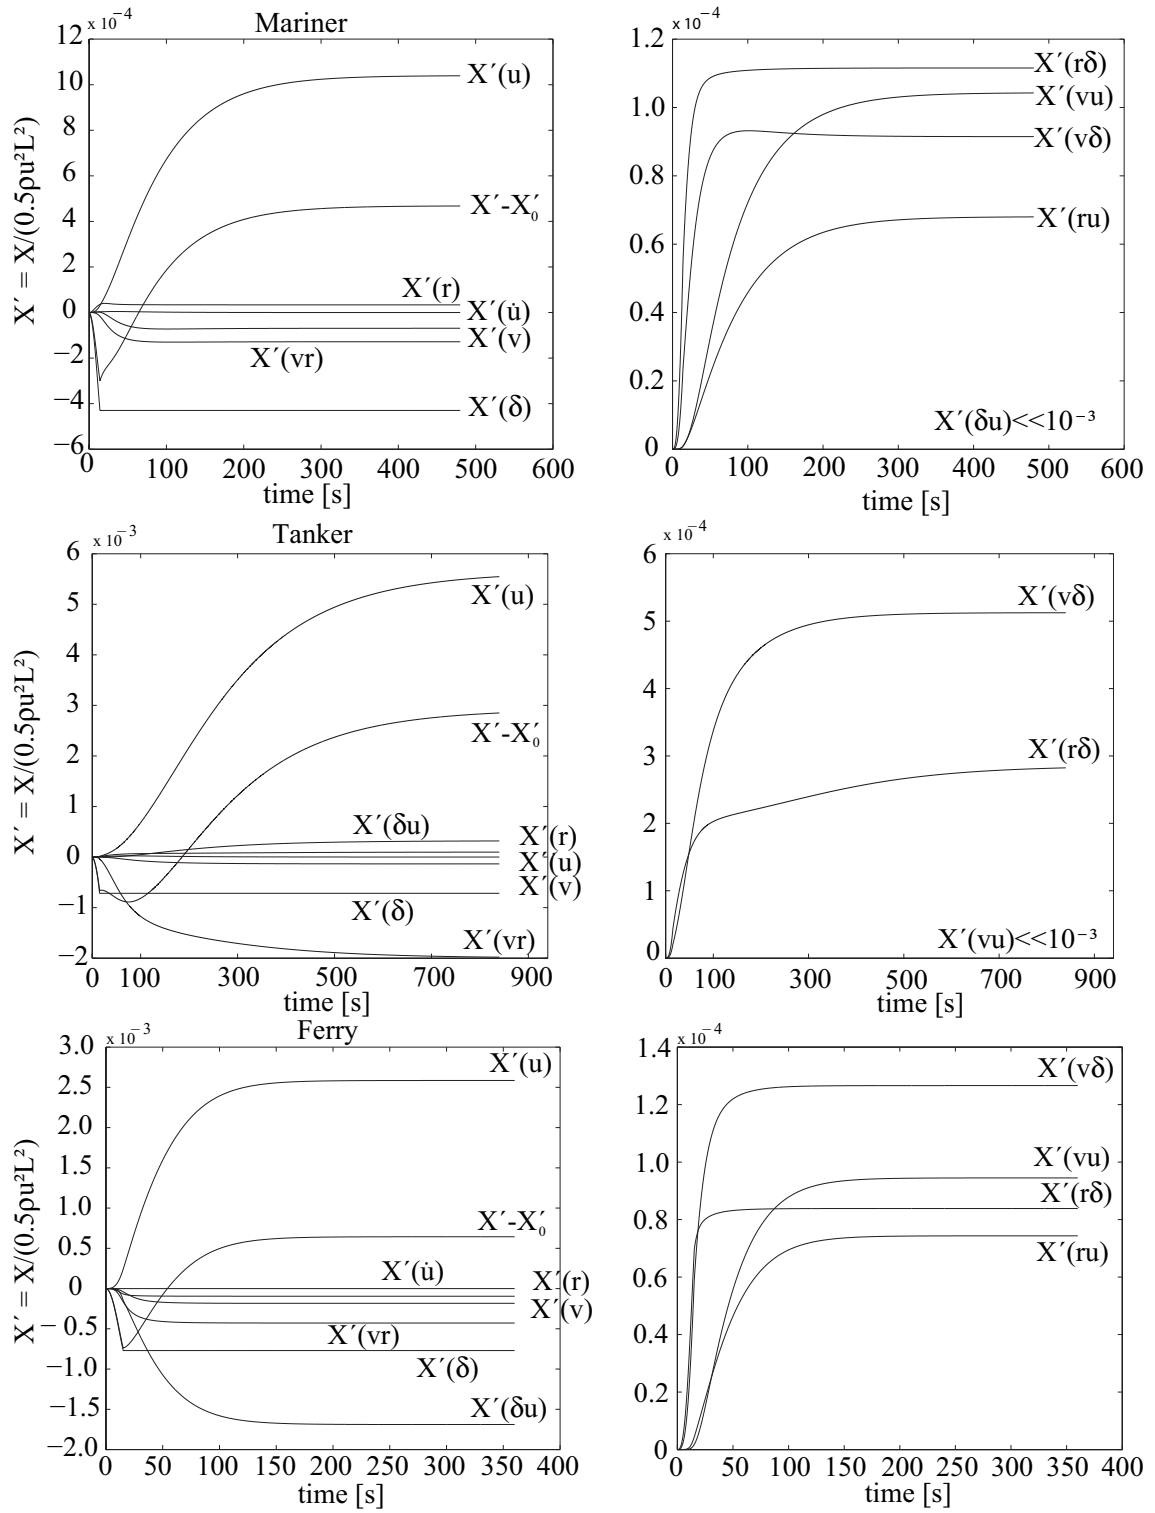 Mariner
x 10⁻⁴
12
10
8
6
4
2
0
−2
−4
−6
X´ = X/(0.5ρu²L²)
X´(u)
X´-X´₀
X´(r)
X´(u̇)
X´(v)
X´(vr)
X´(δ)
0 100 200 300 400 500 600
time [s]
x 10⁻⁴
1.2
1.0
0.8
0.6
0.4
0.2
0
X´(rδ)
X´(vu)
X´(vδ)
X´(ru)
X´(δu)<<10⁻³
0 100 200 300 400 500 600
time [s]
Tanker
x 10⁻³
6
5
4
3
2
1
0
−1
−2
X´ = X/(0.5ρu²L²)
X´(u)
X´-X´₀
X´(δu)
X´(r)
X´(u)
X´(v)
X´(δ)
X´(vr)
0 100 300 500 700 900
time [s]
x 10⁻⁴
6
5
4
3
2
1
0
X´(vδ)
X´(rδ)
X´(vu)<<10⁻³
0 100 300 500 700 900
time [s]
Ferry
x 10⁻³
3.0
2.5
2.0
1.5
1.0
0.5
0
− 0.5
−1.0
−1.5
−2.0
X´ = X/(0.5ρu²L²)
X´(u)
X´-X´₀
X´(u̇)
X´(r)
X´(v)
X´(vr)
X´(δ)
X´(δu)
0 50 100 150 200 250 300 350 400
time [s]
x 10⁻⁴
1.4
1.2
1.0
0.8
0.6
0.4
0.2
0
X´(vδ)
X´(vu)
X´(rδ)
X´(ru)
0 50 100 150 200 250 300 350 400
time [s]